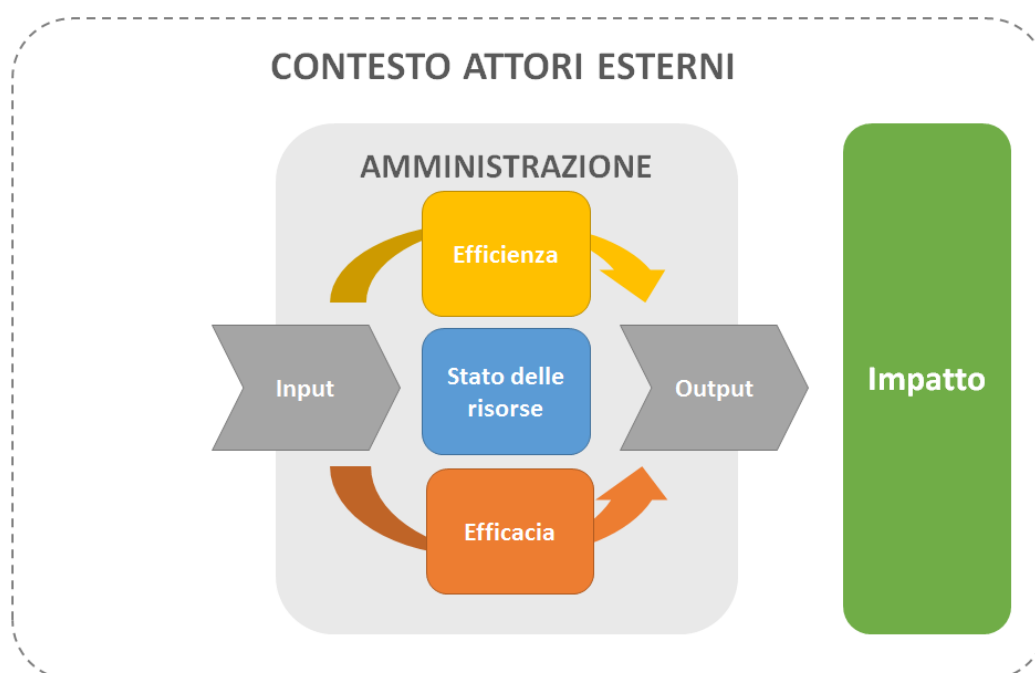 CONTESTO ATTORI ESTERNI
AMMINISTRAZIONE
Efficienza
Input
Stato delle
risorse
Output
Impatto
Efficacia